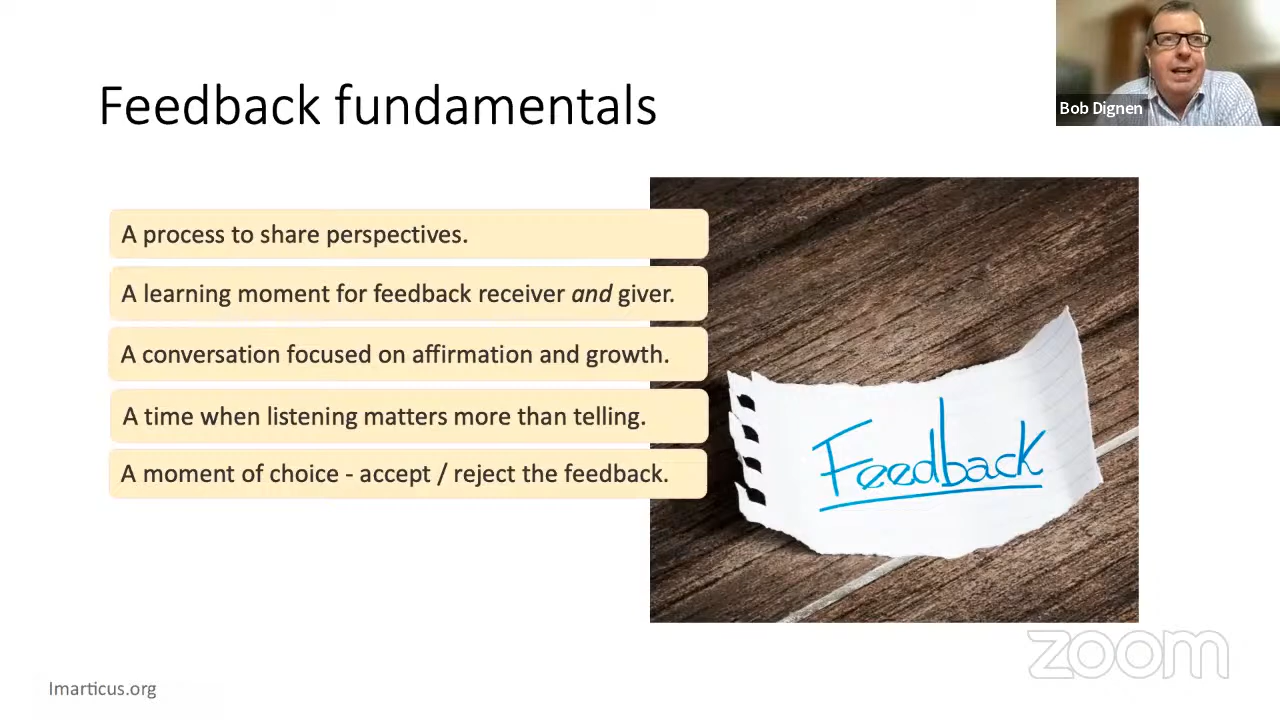 Feedback fundamentals
Bob Dignen
A process to share perspectives.
A learning moment for feedback receiver and giver.
A conversation focused on affirmation and growth.
A time when listening matters more than telling.
A moment of choice - accept / reject the feedback.
Feedback
zoom
Imarticus.org